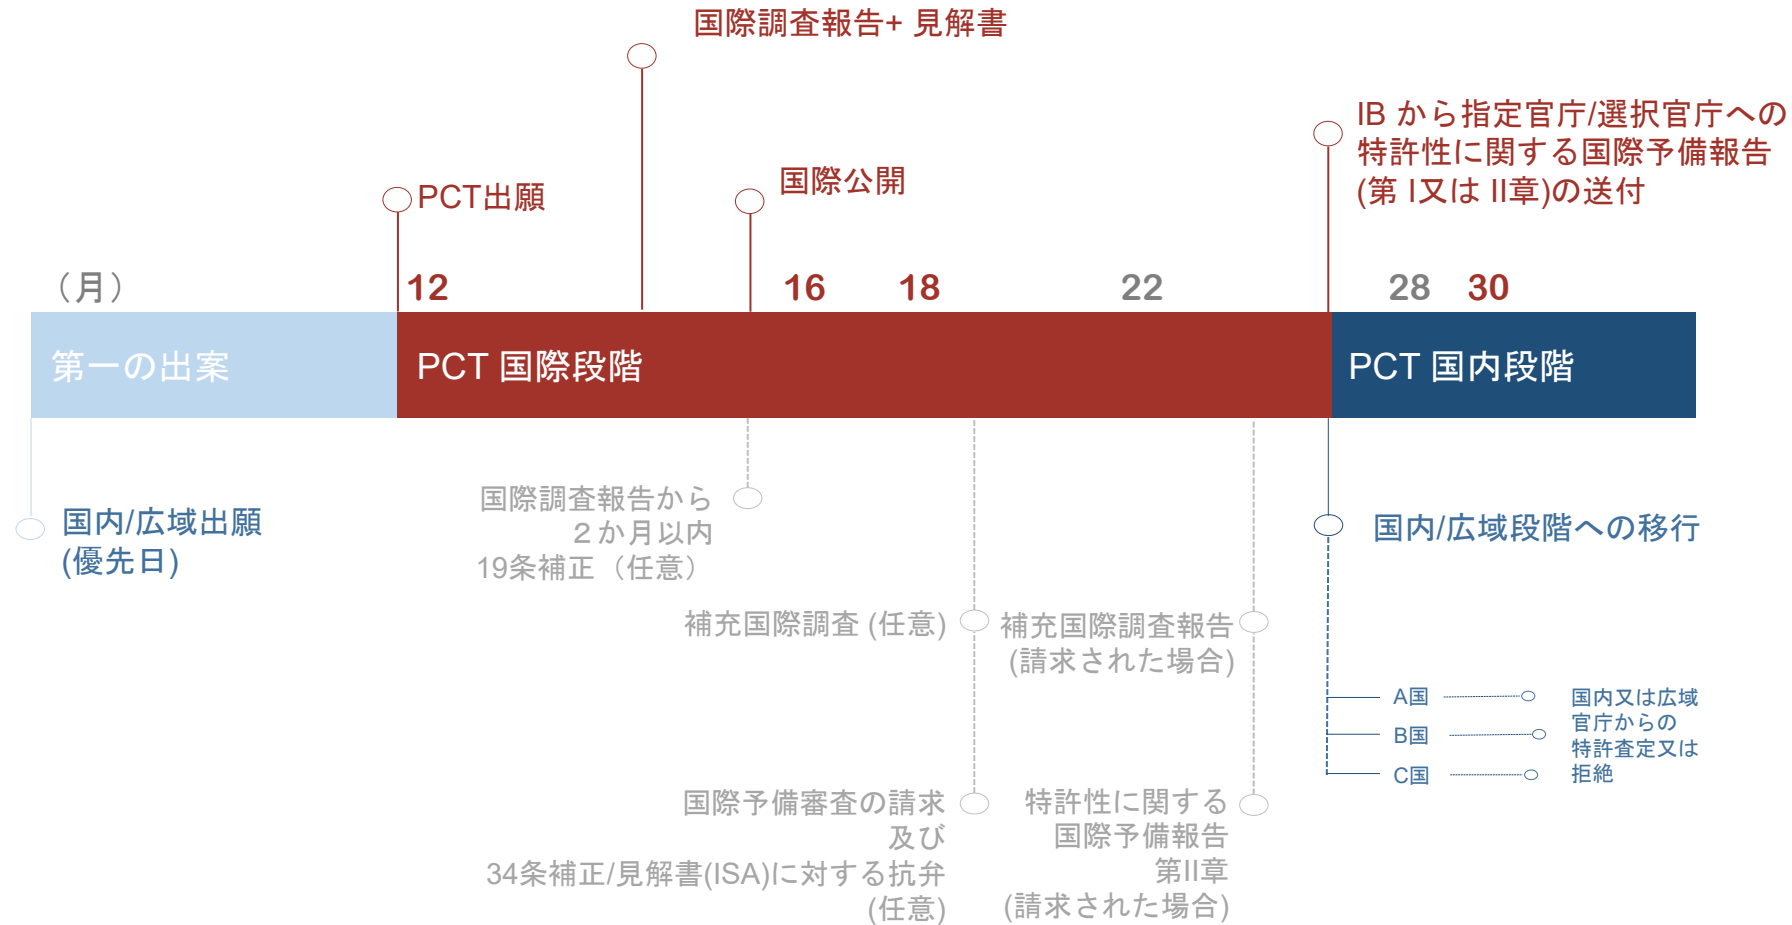 国際調査報告+ 見解書
IB から指定官庁/選択官庁への
特許性に関する国際予備報告
(第 I又は II章)の送付
国際公開
PCT出願
（月）
12
16
18
22
28
30
第一の出案
PCT 国際段階
PCT 国内段階
国内/広域出願
(優先日)
国際調査報告から
２か月以内
19条補正（任意）
国内/広域段階への移行
補充国際調査 (任意)
補充国際調査報告
(請求された場合)
A国
B国
C国
国内又は広域
官庁からの
特許査定又は
拒絶
国際予備審査の請求
及び
34条補正/見解書(ISA)に対する抗弁
(任意)
特許性に関する
国際予備報告
第II章
(請求された場合)